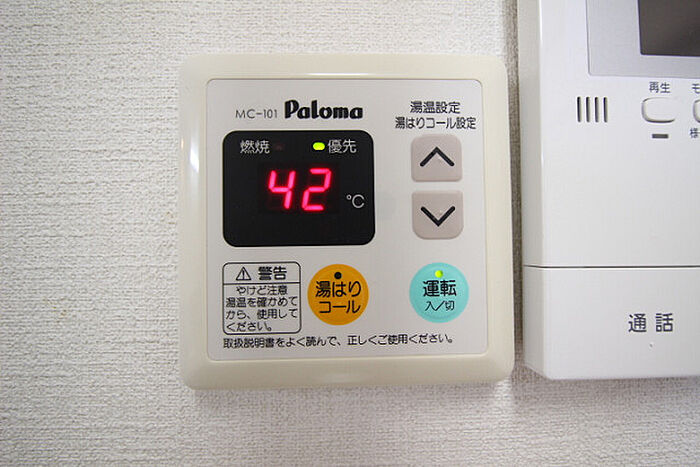 MC-101 Paloma
湯温設定
湯はりコール設定
燃焼 優先
42 ℃
⚠ 警告
やけど注意
湯温を確かめて
から、使用して
ください。
湯はり
コール
運転
入/切
取扱説明書をよく読んで、正しくご使用ください。
再生
通話